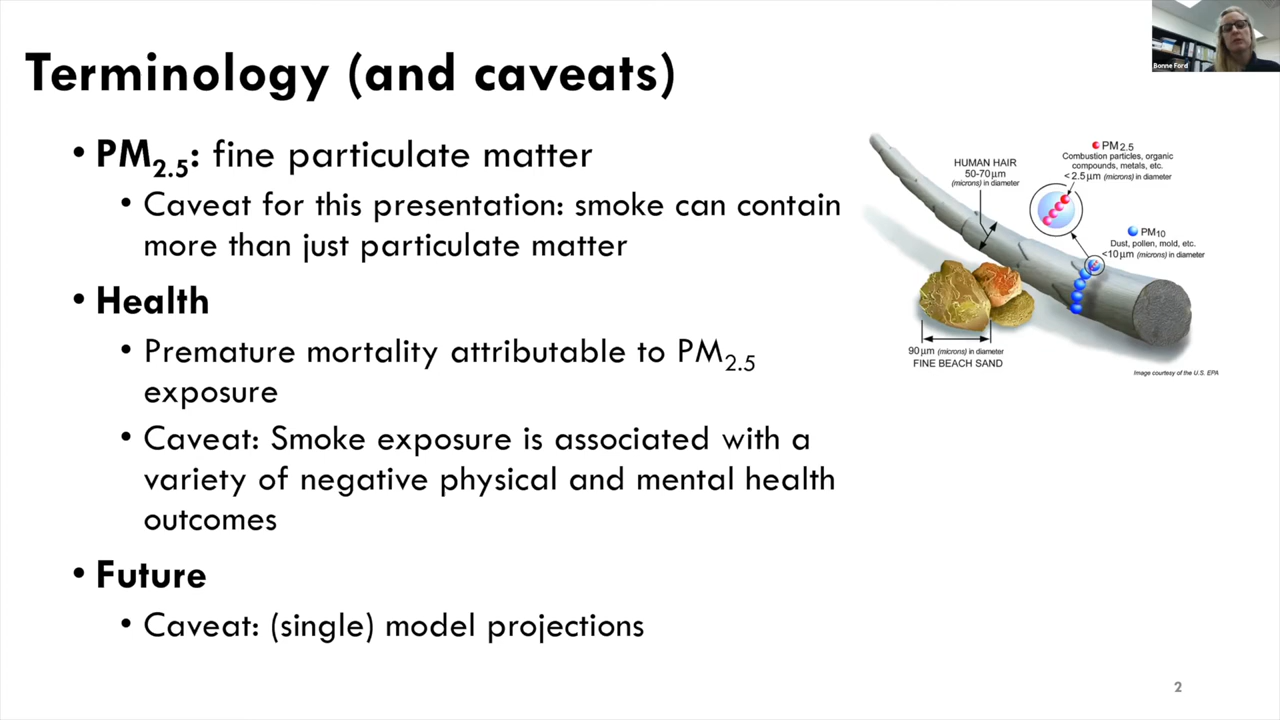 Terminology (and caveats)
• PM2.5: fine particulate matter
• Caveat for this presentation: smoke can contain
more than just particulate matter
• Health
• Premature mortality attributable to PM2.5
exposure
• Caveat: Smoke exposure is associated with a
variety of negative physical and mental health
outcomes
• Future
• Caveat: (single) model projections
HUMAN HAIR
50-70μm
(microns) in diameter
PM2.5
Combustion particles, organic
compounds, metals, etc.
<2.5μm (microns) in diameter
PM10
Dust, pollen, mold, etc.
<10μm (microns) in diameter
90μm (microns) in diameter
FINE BEACH SAND
Image courtesy of the U.S. EPA
Bonne Ford
2